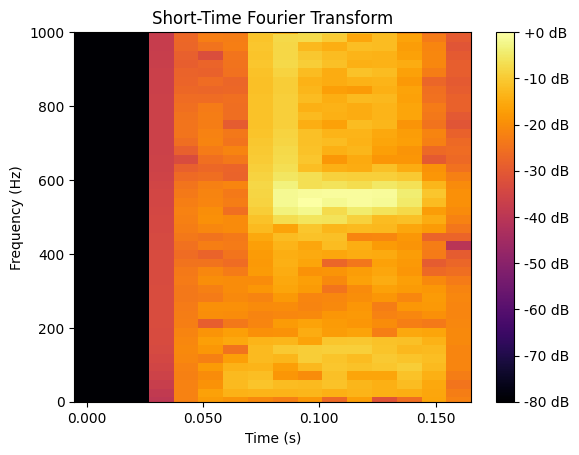 Short-Time Fourier Transform
1000
800
600
400
200
0
Frequency (Hz)
0.000
0.050
0.100
0.150
Time (s)
+0 dB
-10 dB
-20 dB
-30 dB
-40 dB
-50 dB
-60 dB
-70 dB
-80 dB